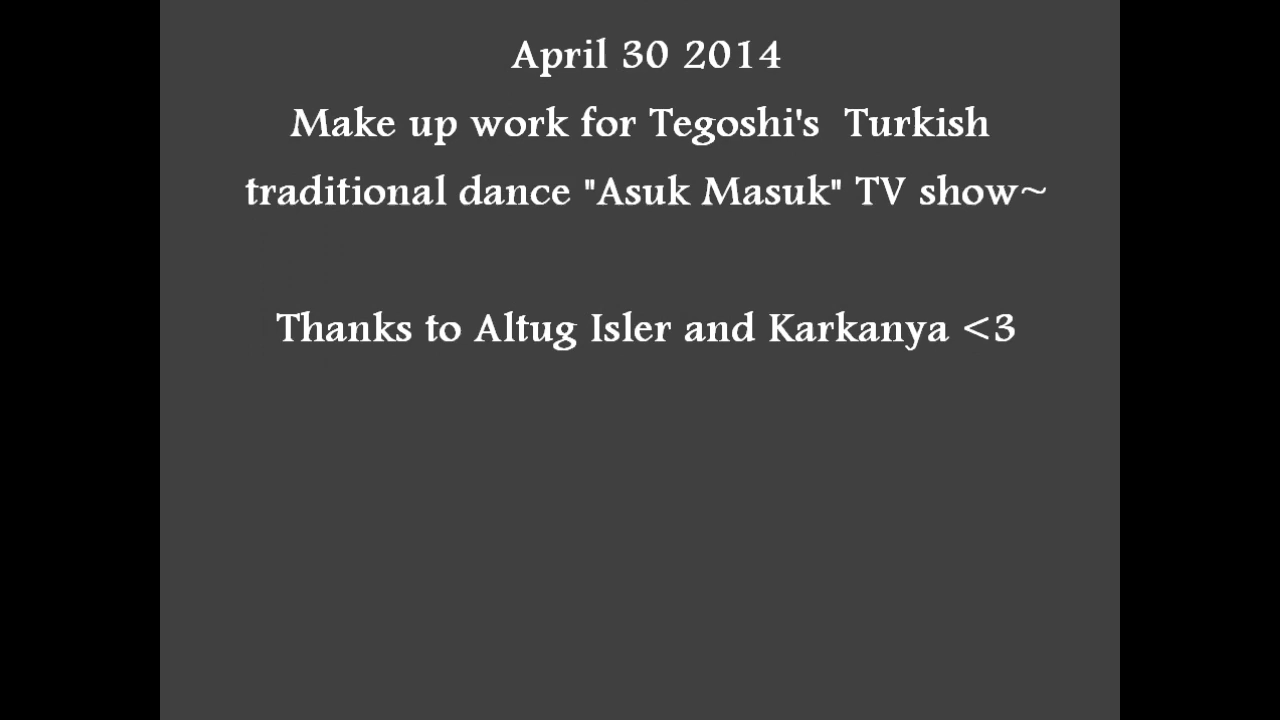 April 30 2014
Make up work for Tegoshi's  Turkish
traditional dance "Asuk Masuk" TV show~
Thanks to Altug Isler and Karkanya <3